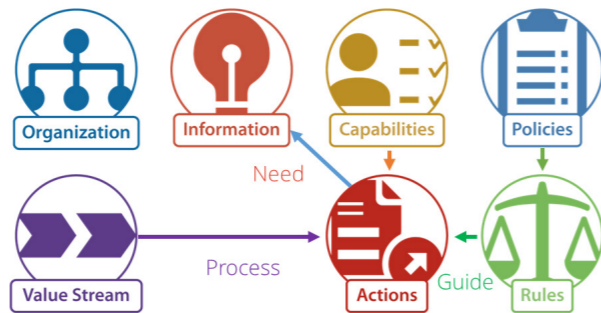 Organization
Information
Capabilities
Policies
Need
Process
Guide
Value Stream
Actions
Rules